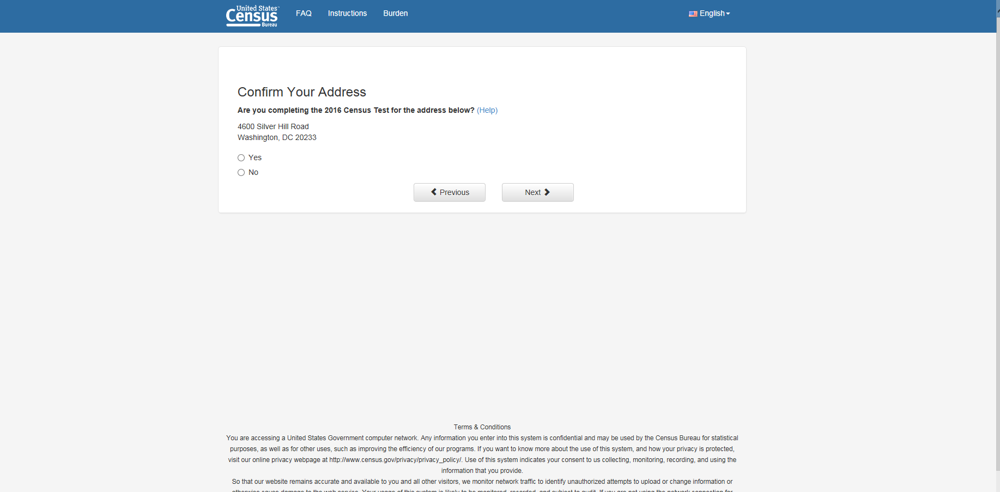 United States™
Census
Bureau
FAQ
Instructions
Burden
English
Confirm Your Address
Are you completing the 2016 Census Test for the address below? (Help)
4600 Silver Hill Road
Washington, DC 20233
Yes
No
Previous
Next
Terms & Conditions
You are accessing a United States Government computer network. Any information you enter into this system is confidential and may be used by the Census Bureau for statistical
purposes, as well as for other uses, such as improving the efficiency of our programs. If you want to know more about the use of this system, and how your privacy is protected,
visit our online privacy webpage at http://www.census.gov/privacy/privacy_policy/. Use of this system indicates your consent to us collecting, monitoring, recording, and using the
information that you provide.
So that our website remains accurate and available to you and all other visitors, we monitor network traffic to identify unauthorized attempts to upload or change information or
otherwise cause damage to the web service. Your usage of this system is likely to be monitored, recorded, and subject to audit. If you are not using the network connection for